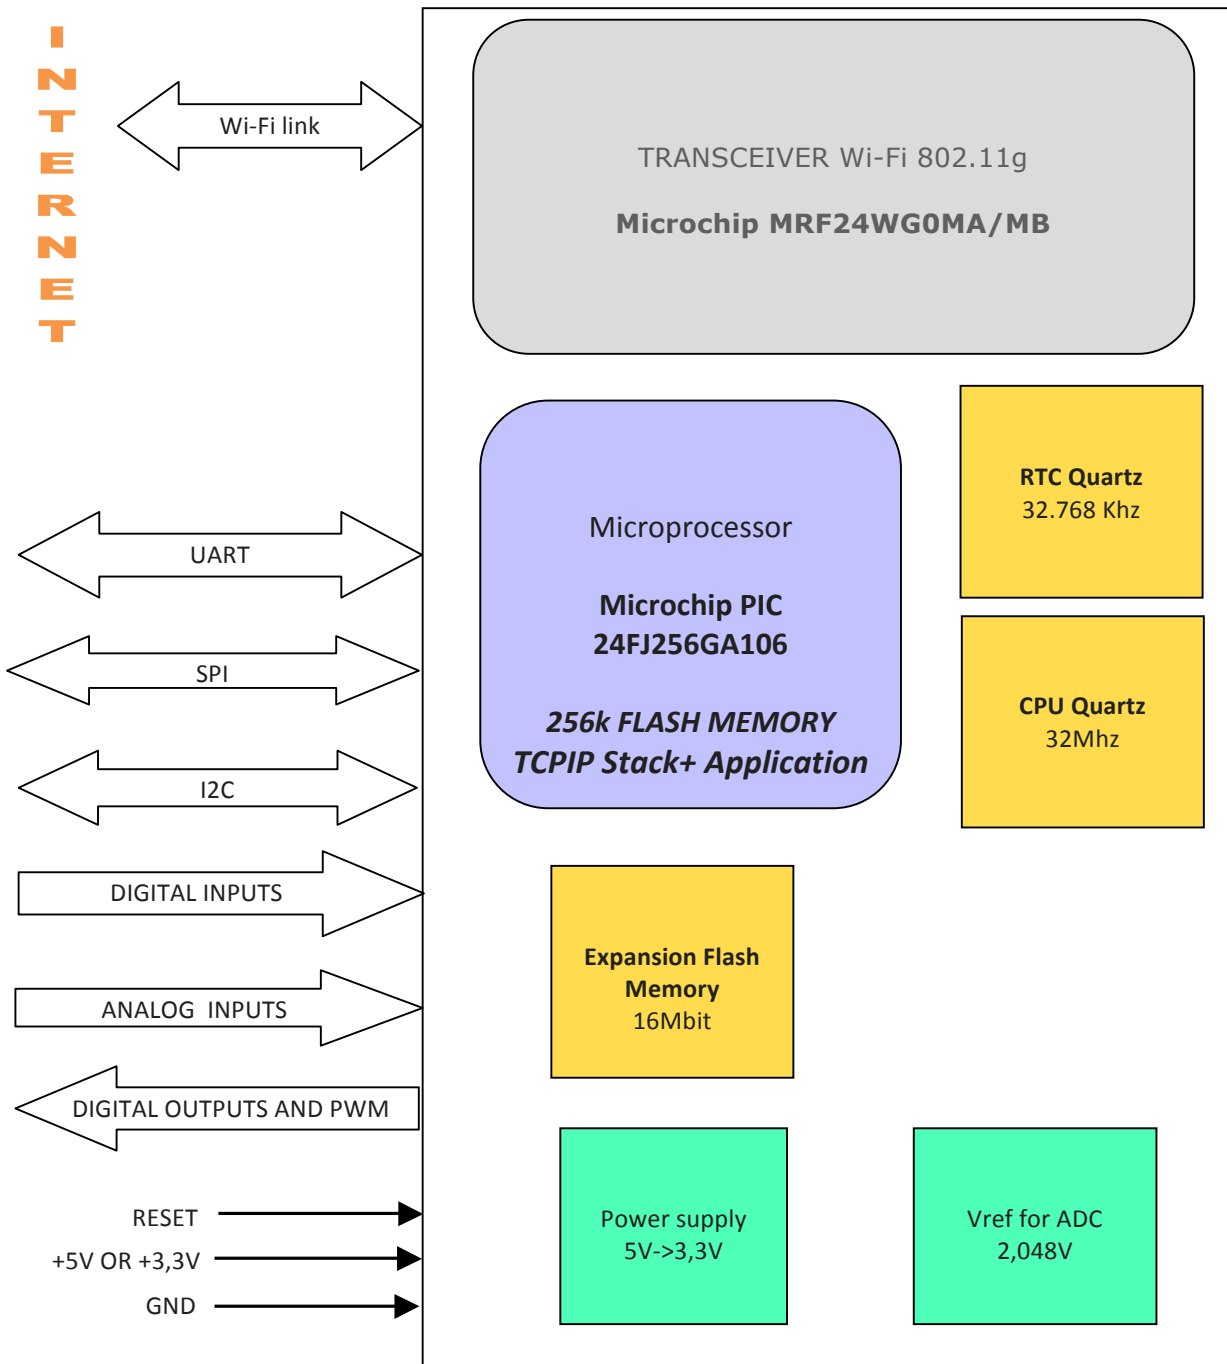 INTERNET
Wi-Fi link
TRANSCEIVER Wi-Fi 802.11g
Microchip MRF24WG0MA/MB
RTC Quartz
32.768 Khz
Microprocessor
Microchip PIC
24FJ256GA106
256k FLASH MEMORY
TCPIP Stack+ Application
CPU Quartz
32Mhz
UART
SPI
I2C
DIGITAL INPUTS
ANALOG  INPUTS
DIGITAL OUTPUTS AND PWM
Expansion Flash
Memory
16Mbit
RESET
+5V OR +3,3V
GND
Power supply
5V->3,3V
Vref for ADC
2,048V